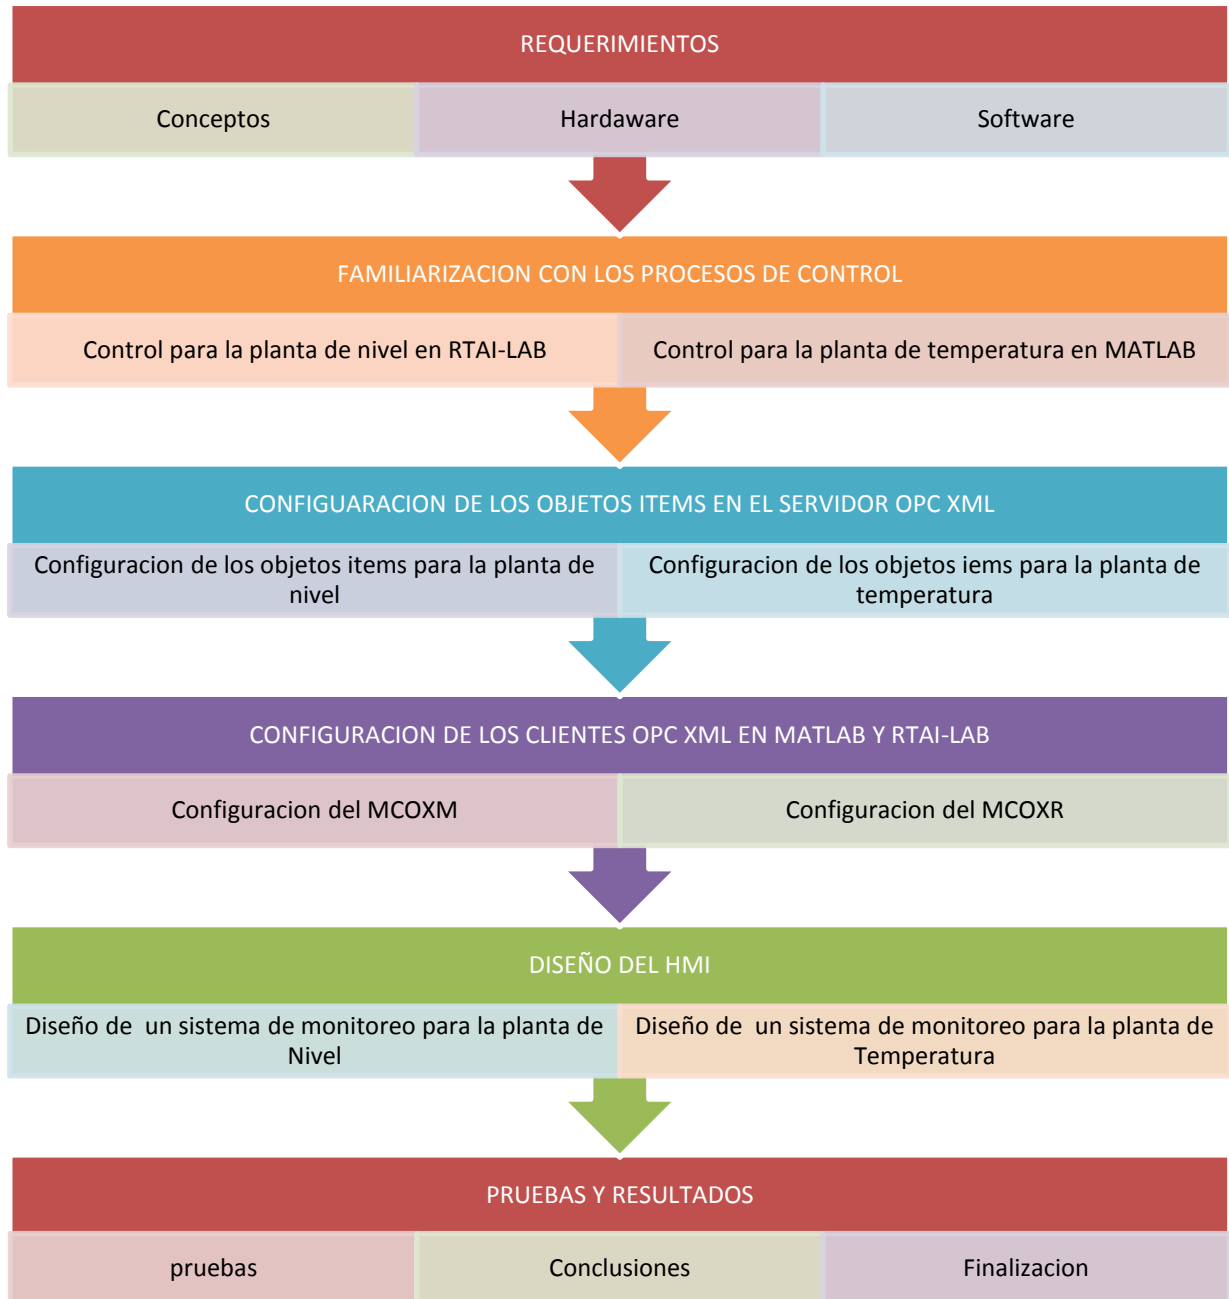 REQUERIMIENTOS
Conceptos
Hardaware
Software
FAMILIARIZACION CON LOS PROCESOS DE CONTROL
Control para la planta de nivel en RTAI-LAB
Control para la planta de temperatura en MATLAB
CONFIGUARACION DE LOS OBJETOS ITEMS EN EL SERVIDOR OPC XML
Configuracion de los objetos items para la planta de
nivel
Configuracion de los objetos iems para la planta de
temperatura
CONFIGURACION DE LOS CLIENTES OPC XML EN MATLAB Y RTAI-LAB
Configuracion del MCOXM
Configuracion del MCOXR
DISEÑO DEL HMI
Diseño de  un sistema de monitoreo para la planta de
Nivel
Diseño de  un sistema de monitoreo para la planta de
Temperatura
PRUEBAS Y RESULTADOS
pruebas
Conclusiones
Finalizacion